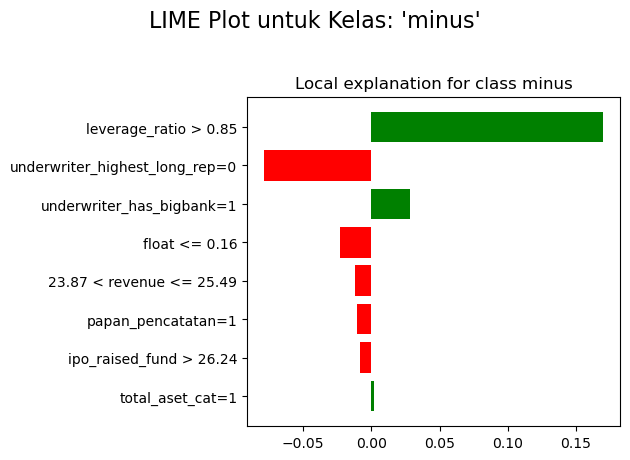 LIME Plot untuk Kelas: 'minus'
Local explanation for class minus
leverage_ratio > 0.85
underwriter_highest_long_rep=0
underwriter_has_bigbank=1
float <= 0.16
23.87 < revenue <= 25.49
papan_pencatatan=1
ipo_raised_fund > 26.24
total_aset_cat=1
−0.05 0.00 0.05 0.10 0.15